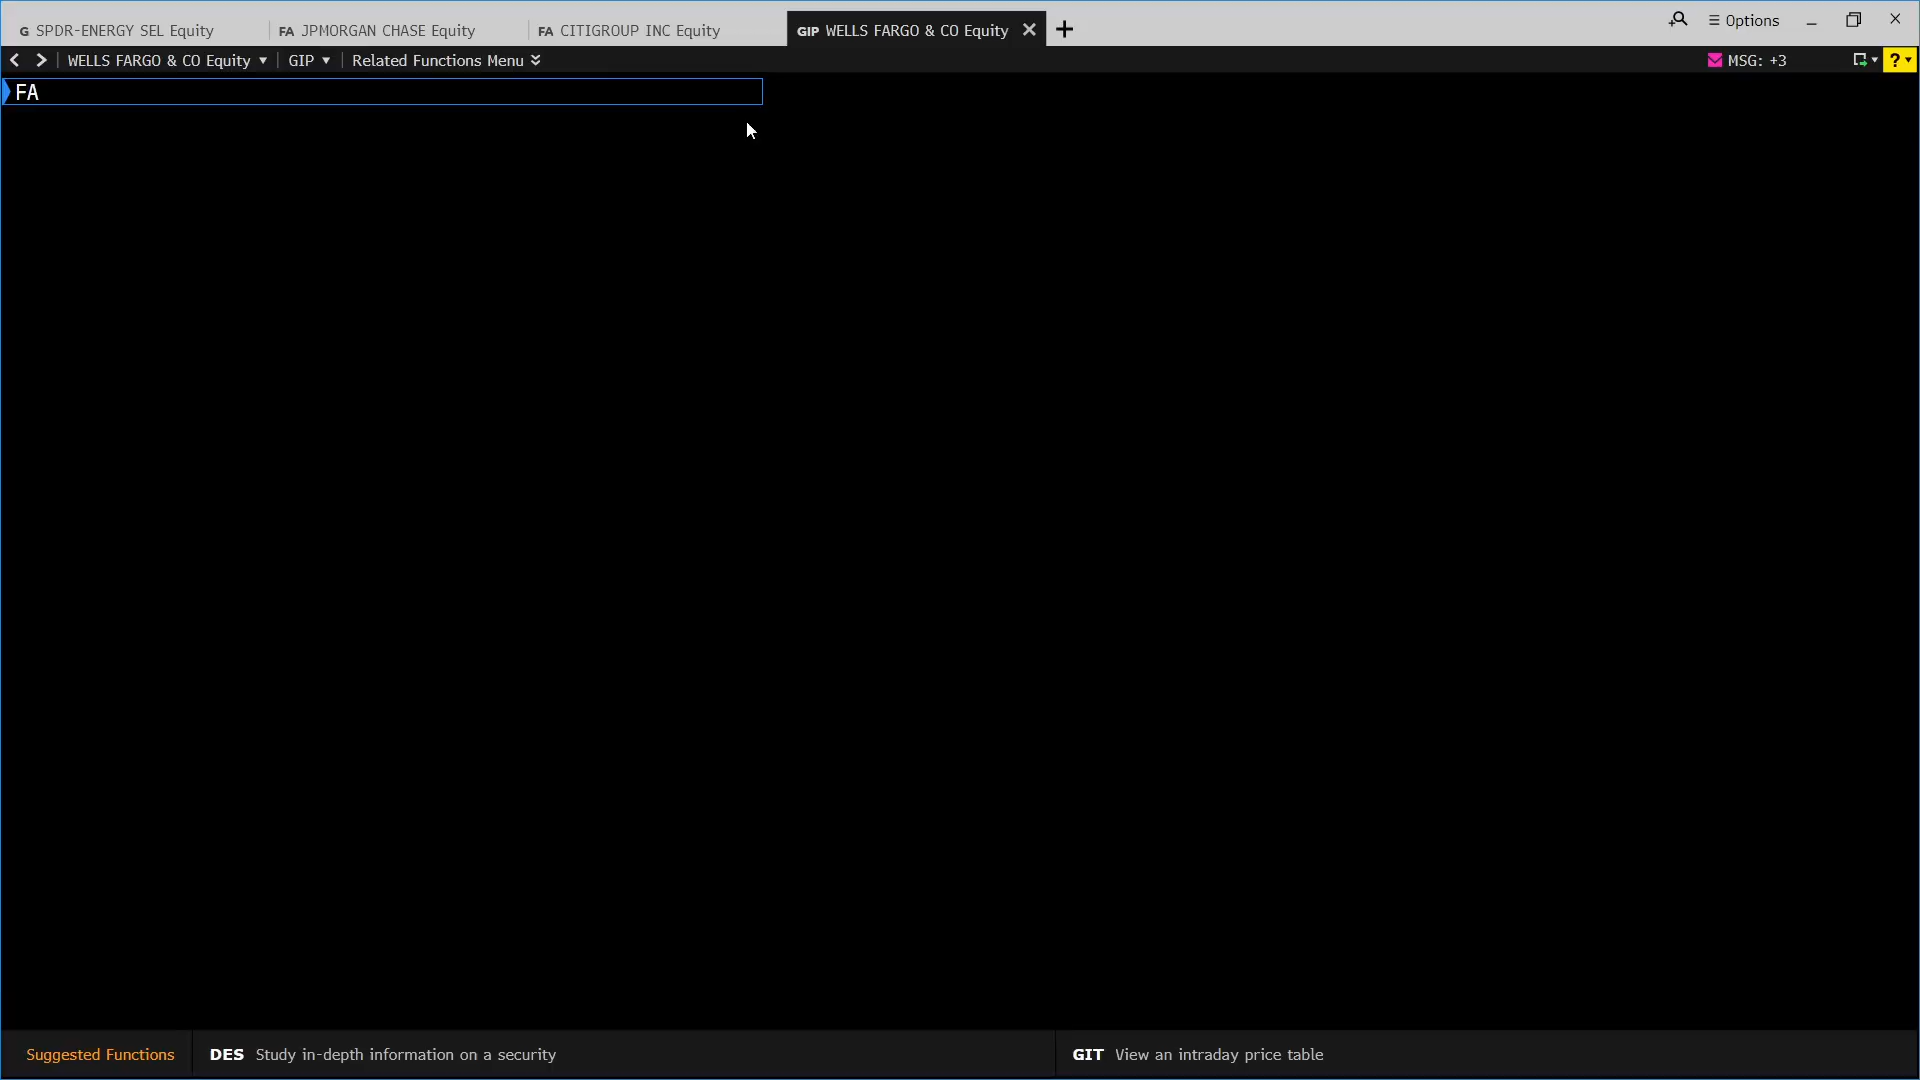 G SPDR-ENERGY SEL Equity
FA JPMORGAN CHASE Equity
FA CITIGROUP INC Equity
GIP WELLS FARGO & CO Equity
Options
WELLS FARGO & CO Equity
GIP
Related Functions Menu
MSG: +3
?
FA
Suggested Functions
DES Study in-depth information on a security
GIT View an intraday price table